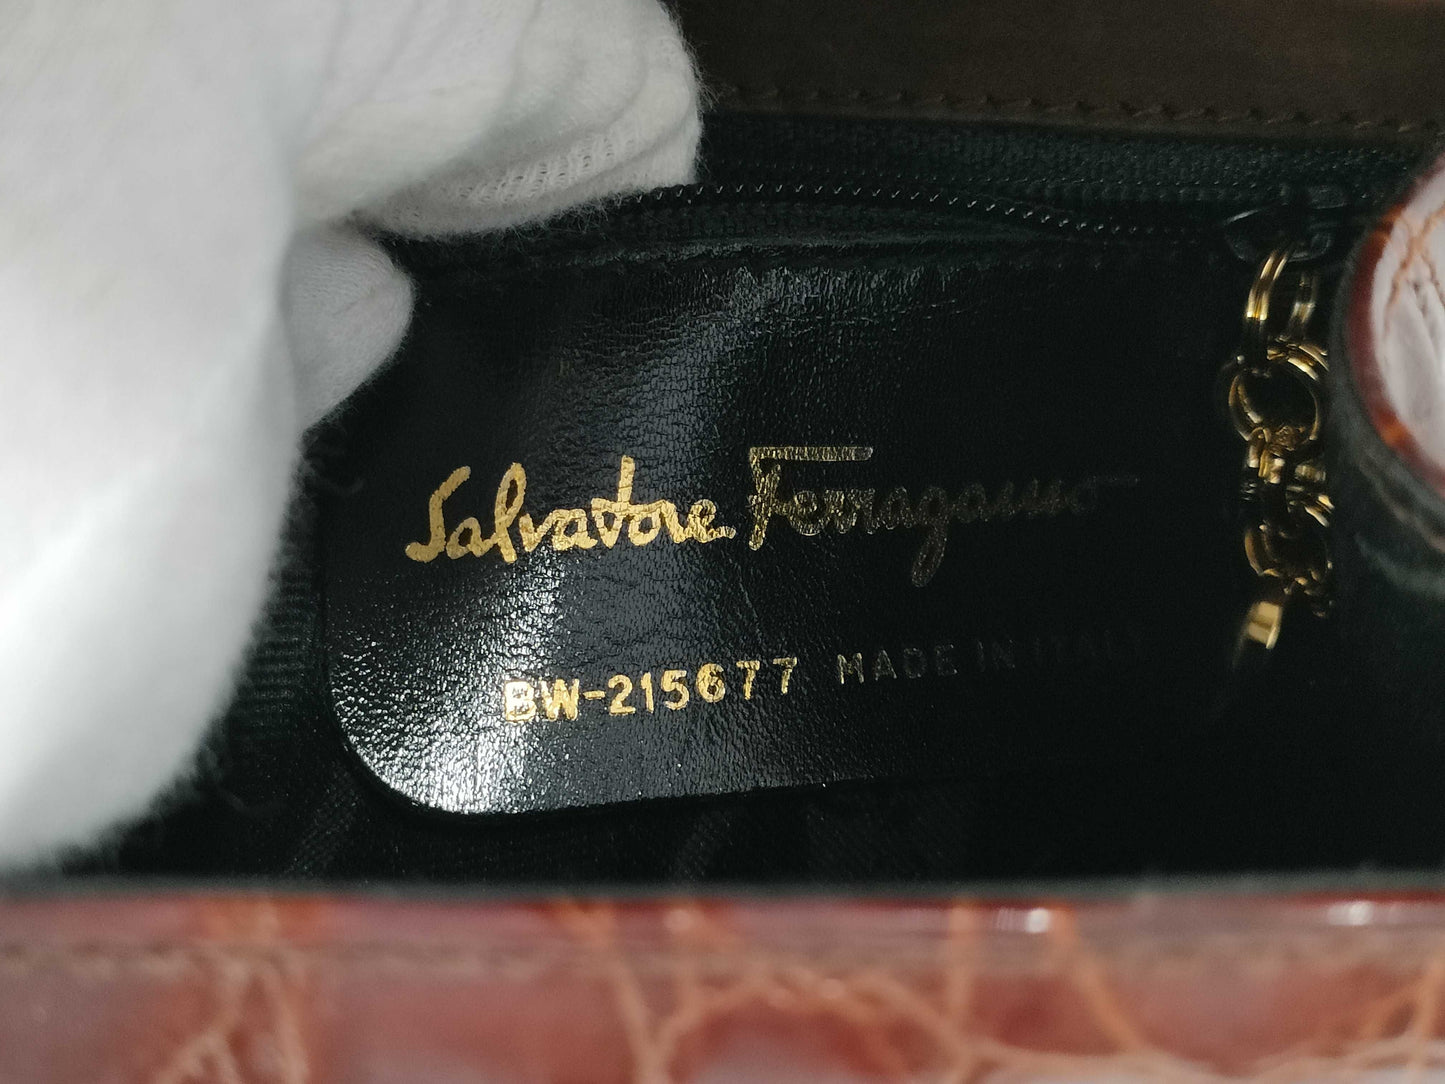 Salvatore Ferragamo
BW-215677 MADE IN ITALY